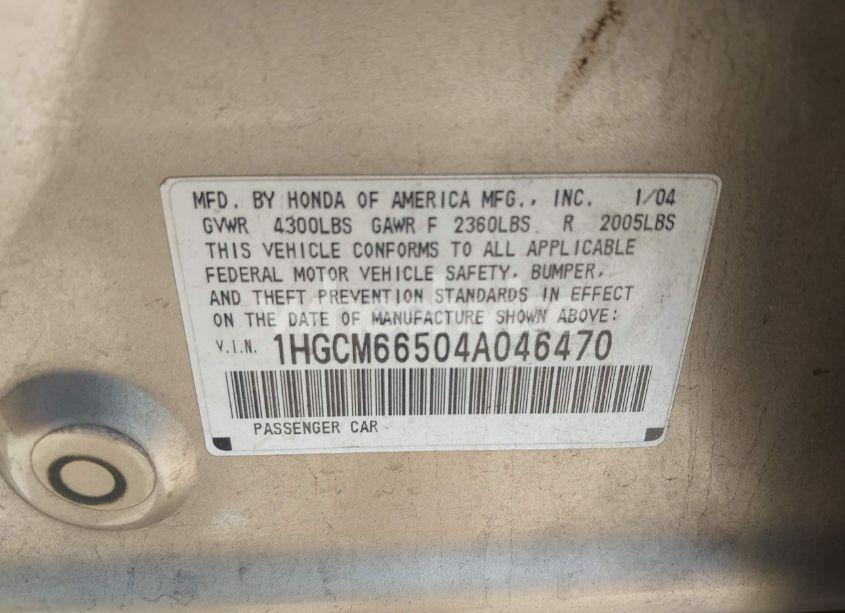 MFD. BY HONDA OF AMERICA MFG., INC. 1/04
GVWR 4300LBS GAWR F 2360LBS R 2005LBS
THIS VEHICLE CONFORMS TO ALL APPLICABLE
FEDERAL MOTOR VEHICLE SAFETY, BUMPER,
AND THEFT PREVENTION STANDARDS IN EFFECT
ON THE DATE OF MANUFACTURE SHOWN ABOVE:
V.I.N. 1HGCM66504A046470
PASSENGER CAR